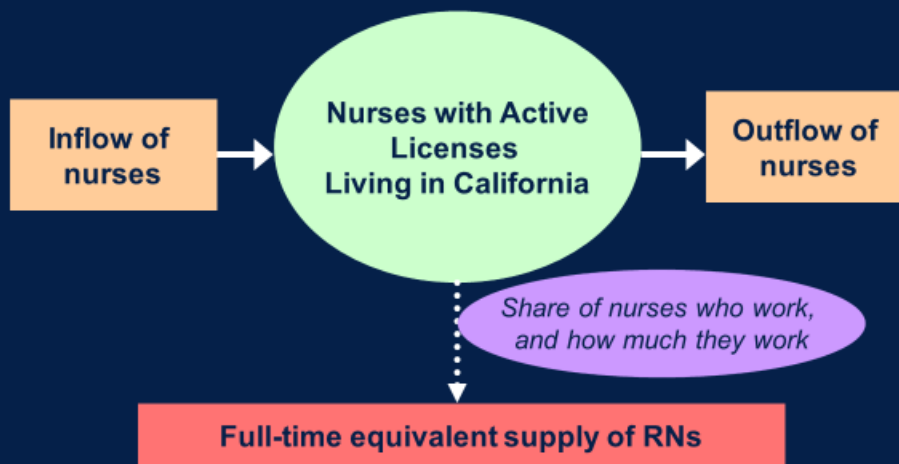 Inflow of
nurses
Nurses with Active
Licenses
Living in California
Outflow of
nurses
Share of nurses who work,
and how much they work
Full-time equivalent supply of RNs